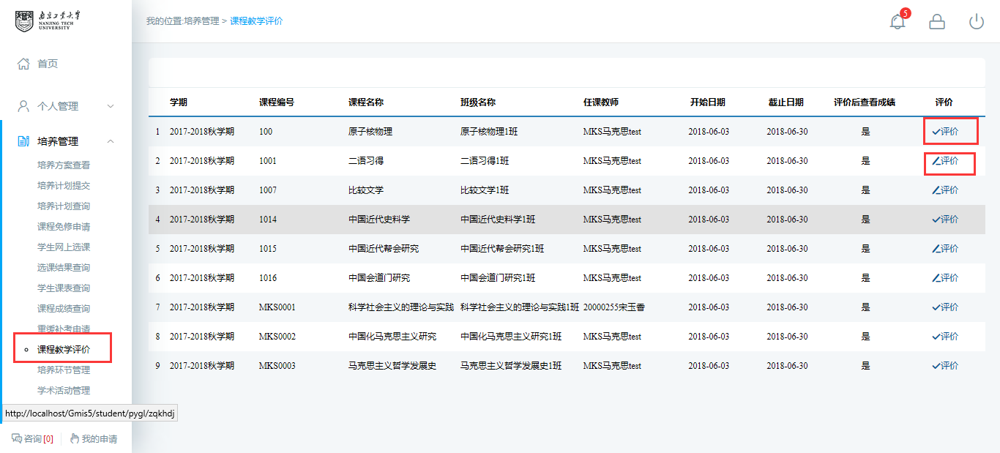 南京工业大学
NANJING TECH
UNIVERSITY
首页
个人管理
培养管理
培养方案查看
培养计划提交
培养计划查询
课程免修申请
学生网上选课
选课结果查询
学生课表查询
课程成绩查询
重缓补考申请
课程教学评价
培养环节管理
学术活动管理
http://localhost/Gmis5/student/pygl/zqkhdj
咨询[0] 我的申请
我的位置:培养管理 > 课程教学评价
5
学期 课程编号 课程名称 班级名称 任课教师 开始日期 截止日期 评价后查看成绩 评价
1 2017-2018秋学期 100 原子核物理 原子核物理1班 MKS马克思test 2018-06-03 2018-06-30 是 评价
2 2017-2018秋学期 1001 二语习得 二语习得1班 MKS马克思test 2018-06-03 2018-06-30 是 评价
3 2017-2018秋学期 1007 比较文学 比较文学1班 MKS马克思test 2018-06-03 2018-06-30 是 评价
4 2017-2018秋学期 1014 中国近代史料学 中国近代史料学1班 MKS马克思test 2018-06-03 2018-06-30 是 评价
5 2017-2018秋学期 1015 中国近代帮会研究 中国近代帮会研究1班 MKS马克思test 2018-06-03 2018-06-30 是 评价
6 2017-2018秋学期 1016 中国会道门研究 中国会道门研究1班 MKS马克思test 2018-06-03 2018-06-30 是 评价
7 2017-2018秋学期 MKS0001 科学社会主义的理论与实践 科学社会主义的理论与实践1班 20000255宋玉香 2018-06-03 2018-06-30 是 评价
8 2017-2018秋学期 MKS0002 中国化马克思主义研究 中国化马克思主义研究1班 MKS马克思test 2018-06-03 2018-06-30 是 评价
9 2017-2018秋学期 MKS0003 马克思主义哲学发展史 马克思主义哲学发展史1班 MKS马克思test 2018-06-03 2018-06-30 是 评价